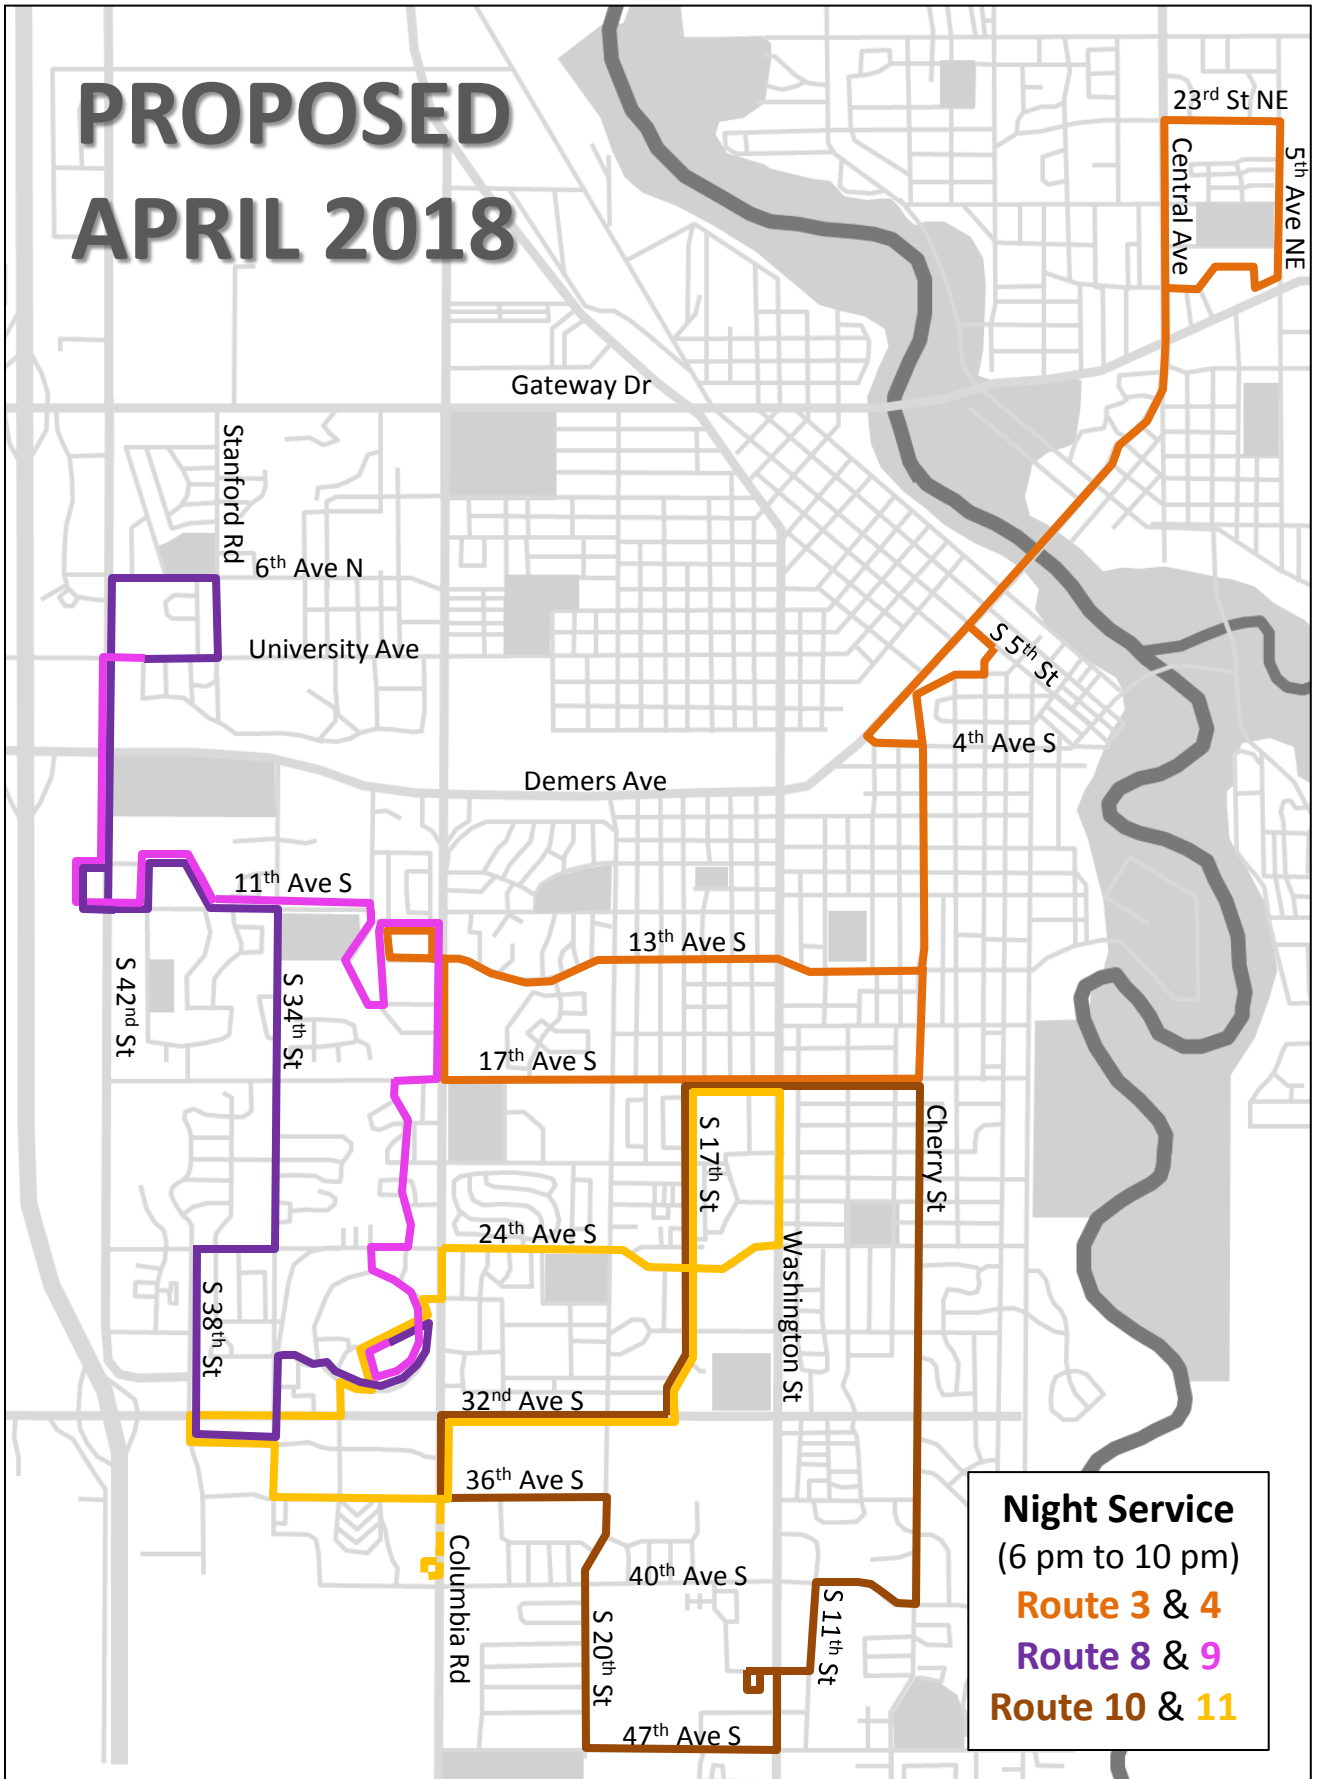 PROPOSED
APRIL 2018
23rd St NE
Central Ave
5th Ave NE
Gateway Dr
Stanford Rd
6th Ave N
University Ave
S 5th St
4th Ave S
Demers Ave
11th Ave S
13th Ave S
S 42nd St
S 34th St
17th Ave S
S 17th St
Cherry St
24th Ave S
Washington St
S 38th St
32nd Ave S
36th Ave S
Columbia Rd
40th Ave S
S 20th St
S 11th St
47th Ave S
Night Service
(6 pm to 10 pm)
Route 3 & 4
Route 8 & 9
Route 10 & 11